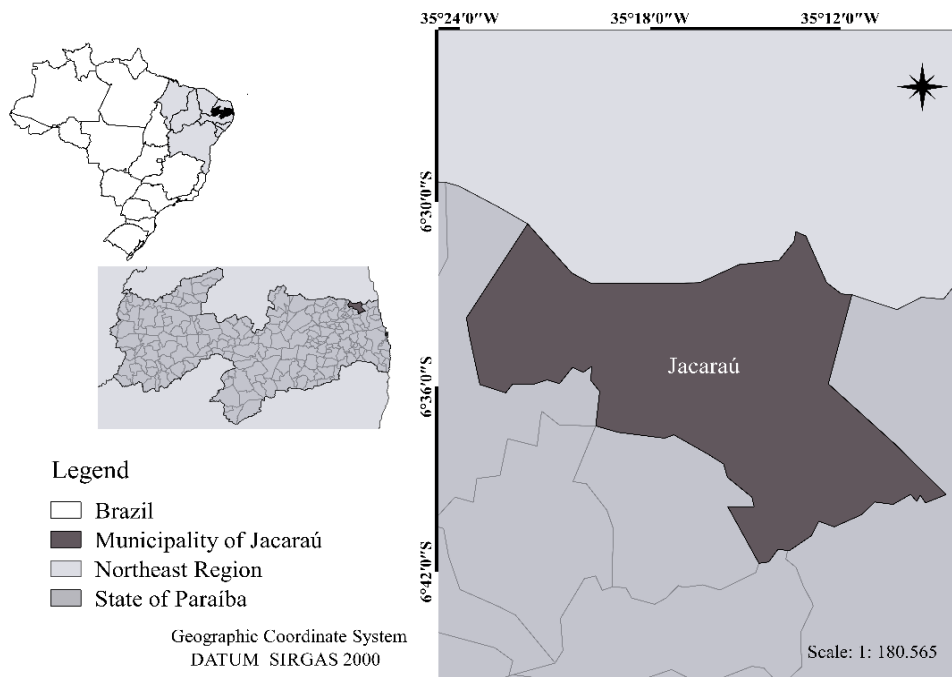 35°24'0"W 35°18'0"W 35°12'0"W
6°30'0"S
6°36'0"S
6°42'0"S
Jacaraú
Legend
Brazil
Municipality of Jacaraú
Northeast Region
State of Paraíba
Geographic Coordinate System
DATUM SIRGAS 2000
Scale: 1: 180.565